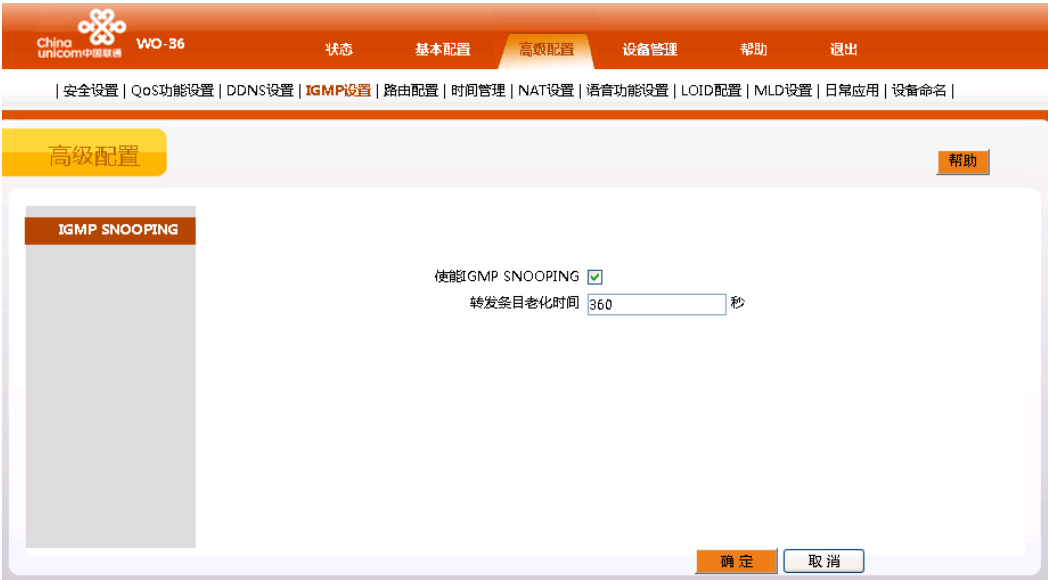 China
unicom中国联通
WO-36
状态 基本配置 高级配置 设备管理 帮助 退出
| 安全设置 | QoS功能设置 | DDNS设置 | IGMP设置 | 路由配置 | 时间管理 | NAT设置 | 语音功能设置 | LOID配置 | MLD设置 | 日常应用 | 设备命名 |
高级配置
帮助
IGMP SNOOPING
使能IGMP SNOOPING
转发条目老化时间 360 秒
确定 取消